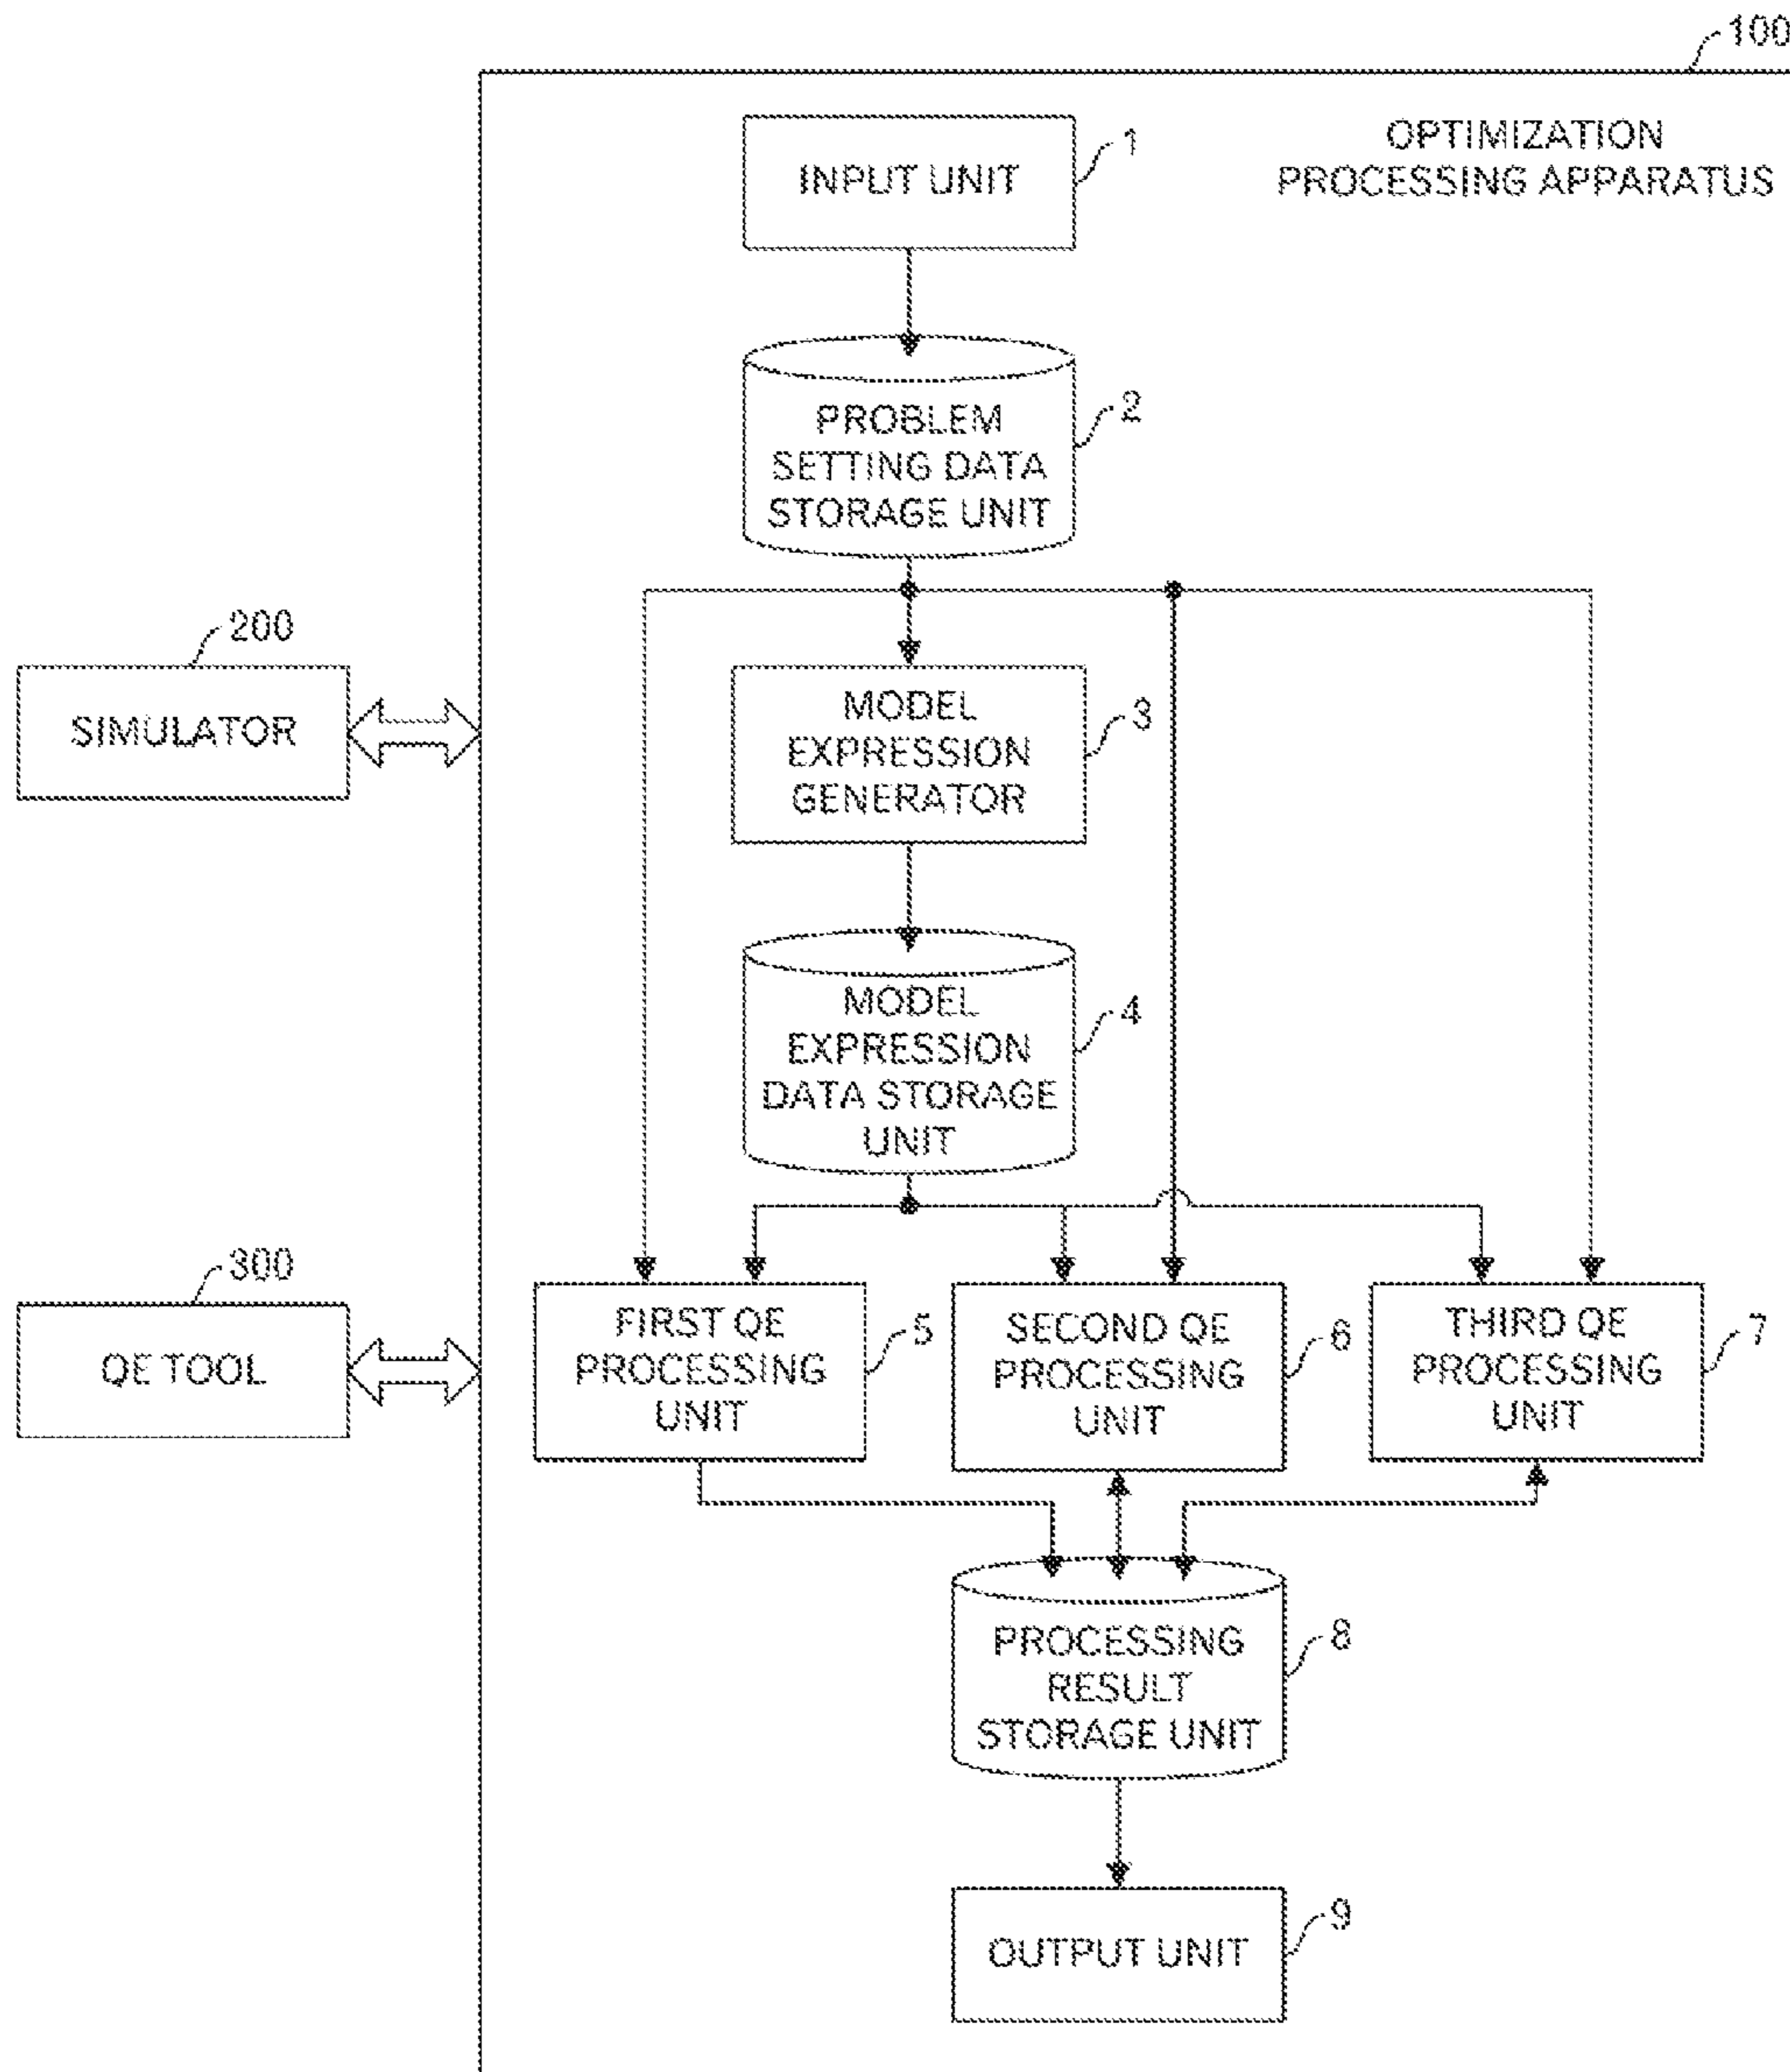 100
OPTIMIZATION
PROCESSING APPARATUS
INPUT UNIT
1
PROBLEM
SETTING DATA
STORAGE UNIT
2
200
SIMULATOR
MODEL
EXPRESSION
GENERATOR
3
MODEL
EXPRESSION
DATA STORAGE
UNIT
4
300
QE TOOL
FIRST QE
PROCESSING
UNIT
5
SECOND QE
PROCESSING
UNIT
6
THIRD QE
PROCESSING
UNIT
7
PROCESSING
RESULT
STORAGE UNIT
8
OUTPUT UNIT
9